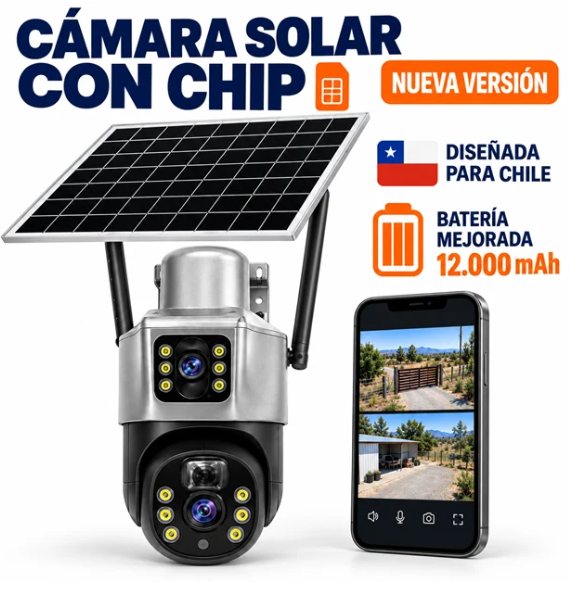 CÁMARA SOLAR
CON CHIP
NUEVA VERSIÓN
DISEÑADA
PARA CHILE
BATERÍA
MEJORADA
12.000 mAh